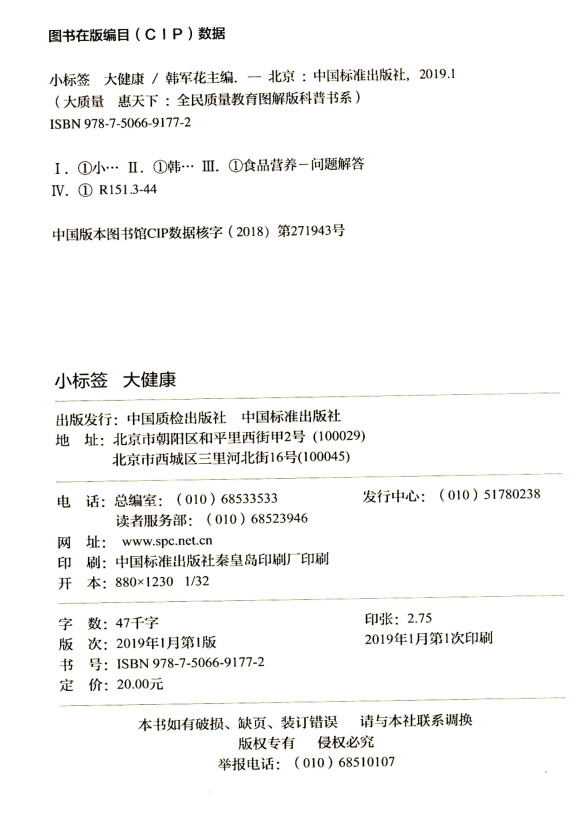 图书在版编目（CIP）数据
小标签 大健康 / 韩军花主编. -- 北京 : 中国标准出版社, 2019.1
（大质量 惠天下 : 全民质量教育图解版科普书系）
ISBN 978-7-5066-9177-2
Ⅰ. ①小… Ⅱ. ①韩… Ⅲ. ①食品营养－问题解答
Ⅳ. ① R151.3-44
中国版本图书馆CIP数据核字（2018）第271943号
小标签 大健康
出版发行：中国质检出版社 中国标准出版社
地 址：北京市朝阳区和平里西街甲2号 (100029)
北京市西城区三里河北街16号(100045)
电 话：总编室：（010）68533533 发行中心：（010）51780238
读者服务部：（010）68523946
网 址： www.spc.net.cn
印 刷：中国标准出版社秦皇岛印刷厂印刷
开 本：880×1230 1/32
字 数：47千字 印张：2.75
版 次：2019年1月第1版 2019年1月第1次印刷
书 号：ISBN 978-7-5066-9177-2
定 价：20.00元
本书如有破损、缺页、装订错误 请与本社联系调换
版权专有 侵权必究
举报电话：（010）68510107